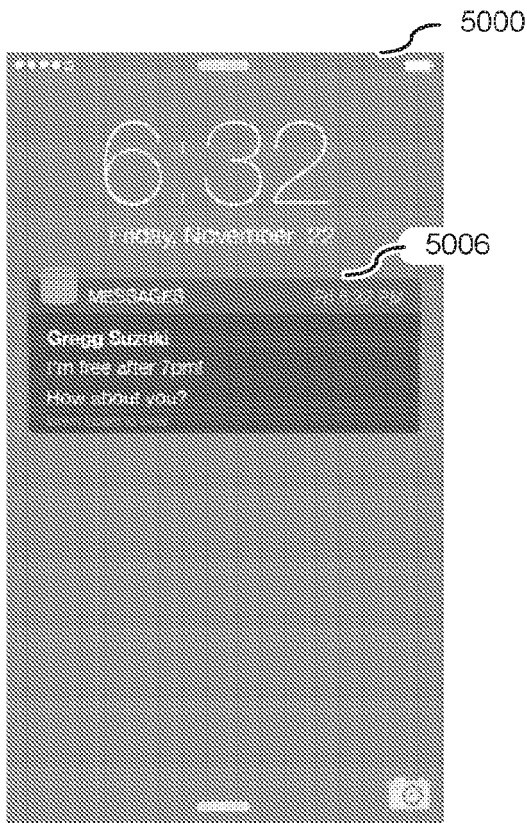 5000
6:32
Friday, November 22
5006
MESSAGES
Gregg Suzuki
I'm free after 7pm!
How about you?